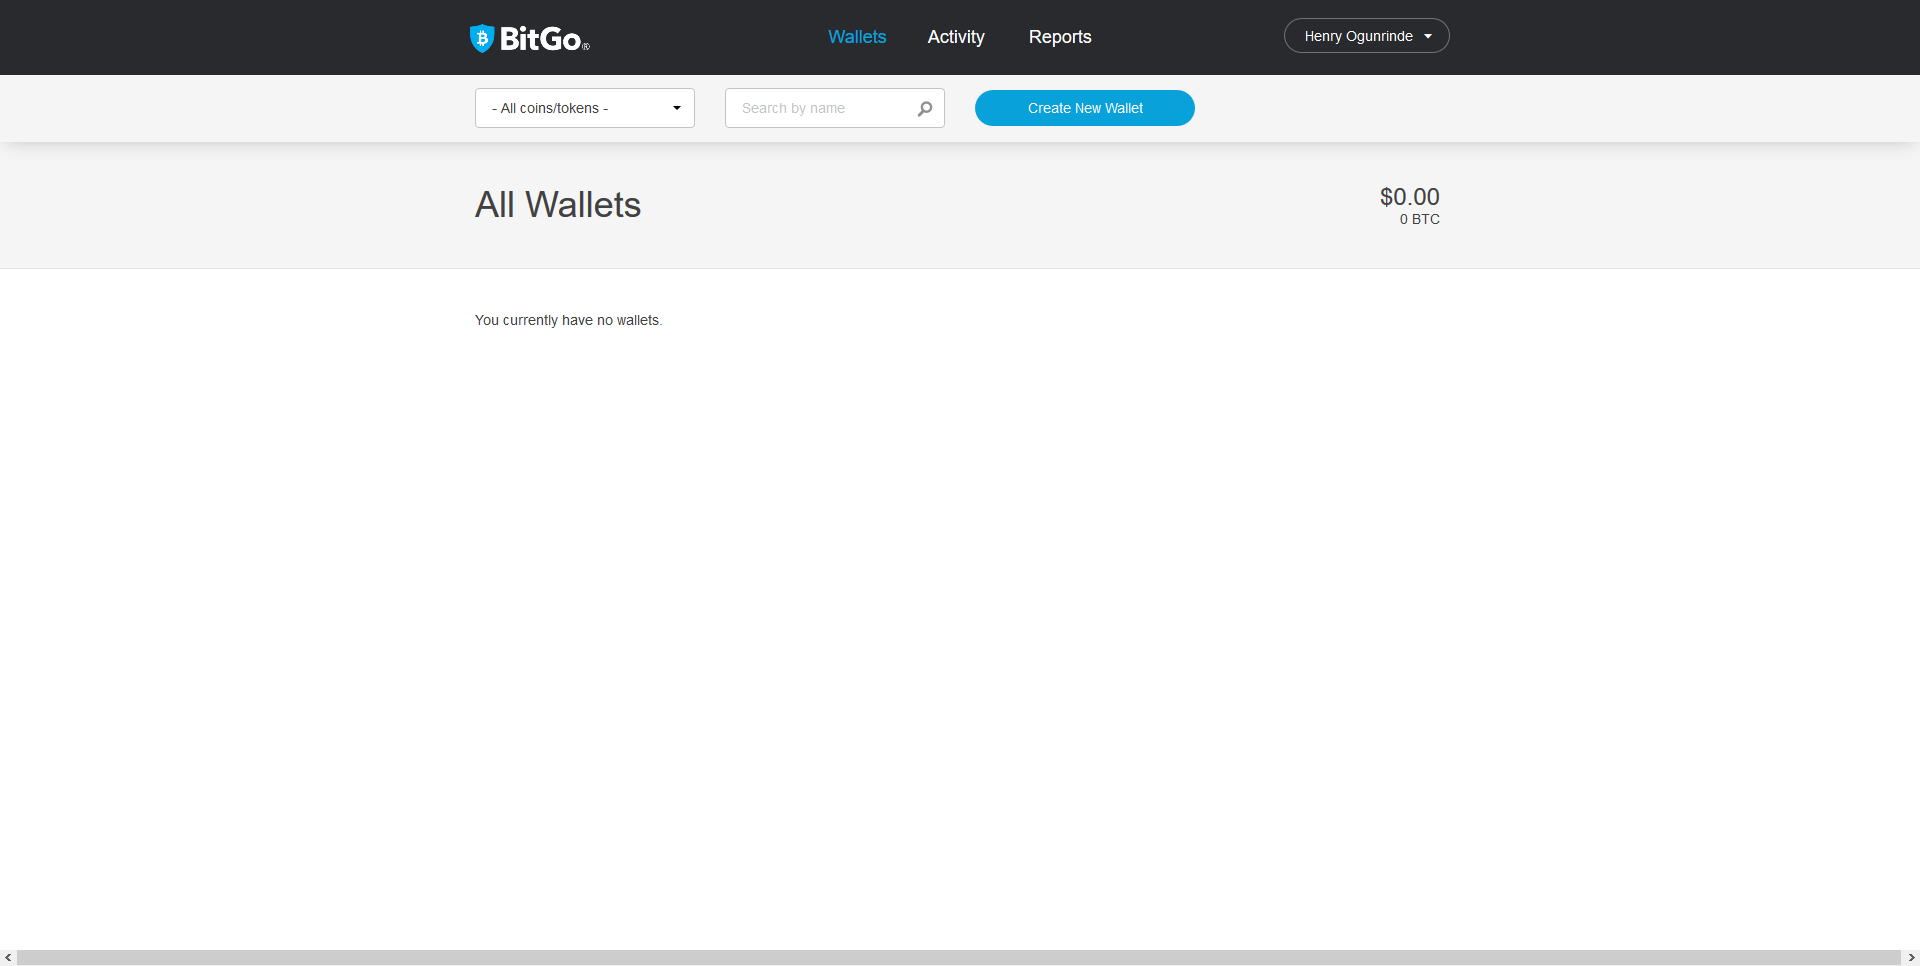 BitGo®
Wallets
Activity
Reports
Henry Ogunrinde
- All coins/tokens -
Search by name
Create New Wallet
All Wallets
$0.00
0 BTC
You currently have no wallets.